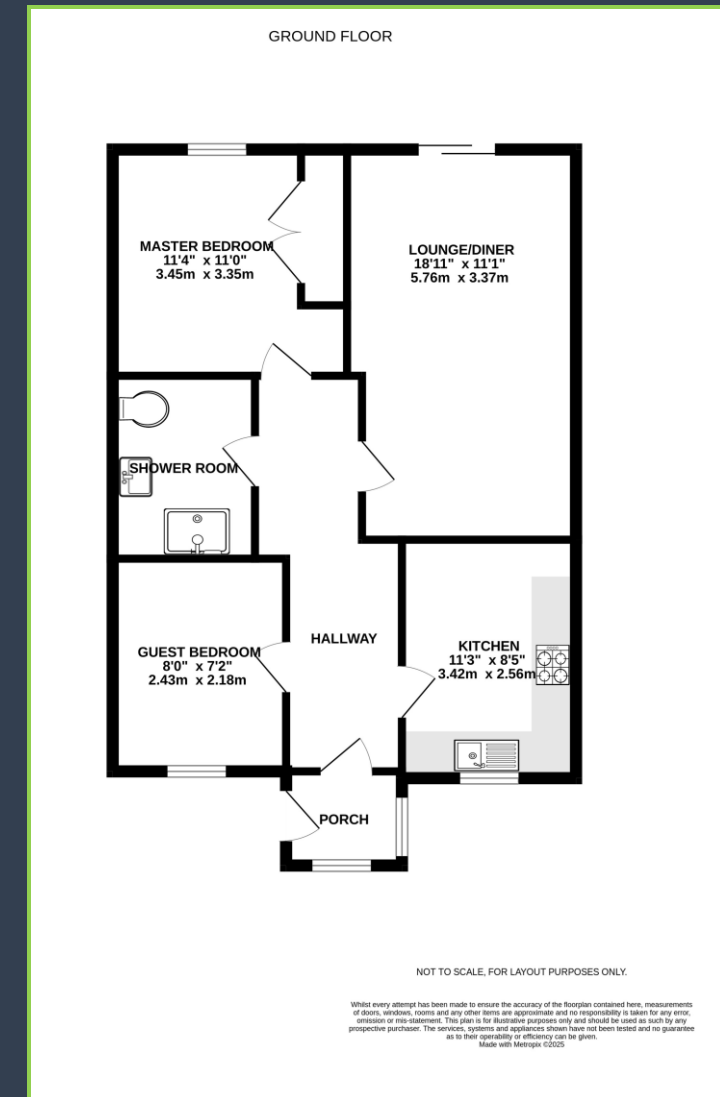 GROUND FLOOR
MASTER BEDROOM
11'4" x 11'0"
3.45m x 3.35m
LOUNGE/DINER
18'11" x 11'1"
5.76m x 3.37m
SHOWER ROOM
HALLWAY
GUEST BEDROOM
8'0" x 7'2"
2.43m x 2.18m
KITCHEN
11'3" x 8'5"
3.42m x 2.56m
PORCH
NOT TO SCALE, FOR LAYOUT PURPOSES ONLY.
Whilst every attempt has been made to ensure the accuracy of the floorplan contained here, measurements
of doors, windows, rooms and any other items are approximate and no responsibility is taken for any error,
omission or mis-statement. This plan is for illustrative purposes only and should be used as such by any
prospective purchaser. The services, systems and appliances shown have not been tested and no guarantee
as to their operability or efficiency can be given.
Made with Metropix ©2025